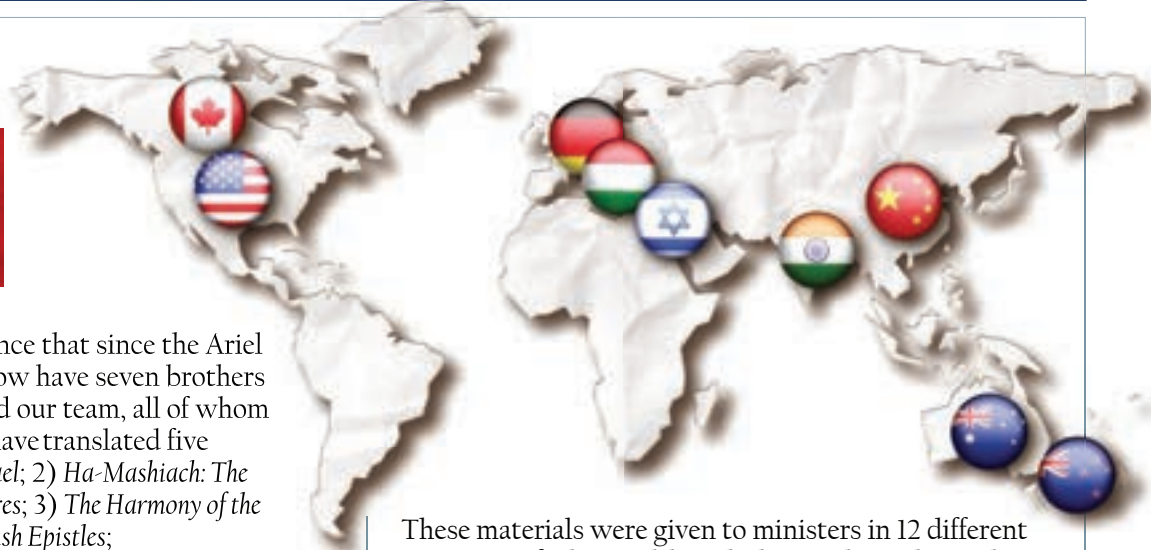 nce that since the Ariel
ow have seven brothers
d our team, all of whom
ave translated five
el; 2) Ha-Mashiach: The
res; 3) The Harmony of the
sh Epistles;
These materials were given to ministers in 12 different